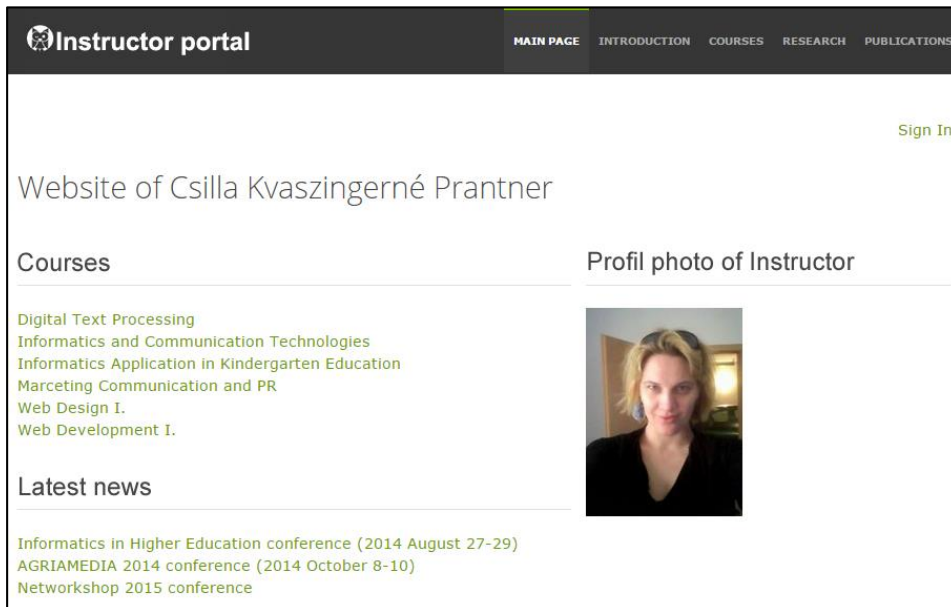 Instructor portal
MAIN PAGE INTRODUCTION COURSES RESEARCH PUBLICATIONS
Sign In
Website of Csilla Kvaszingerné Prantner
Courses
Digital Text Processing
Informatics and Communication Technologies
Informatics Application in Kindergarten Education
Marceting Communication and PR
Web Design I.
Web Development I.
Latest news
Informatics in Higher Education conference (2014 August 27-29)
AGRIAMEDIA 2014 conference (2014 October 8-10)
Networkshop 2015 conference
Profil photo of Instructor